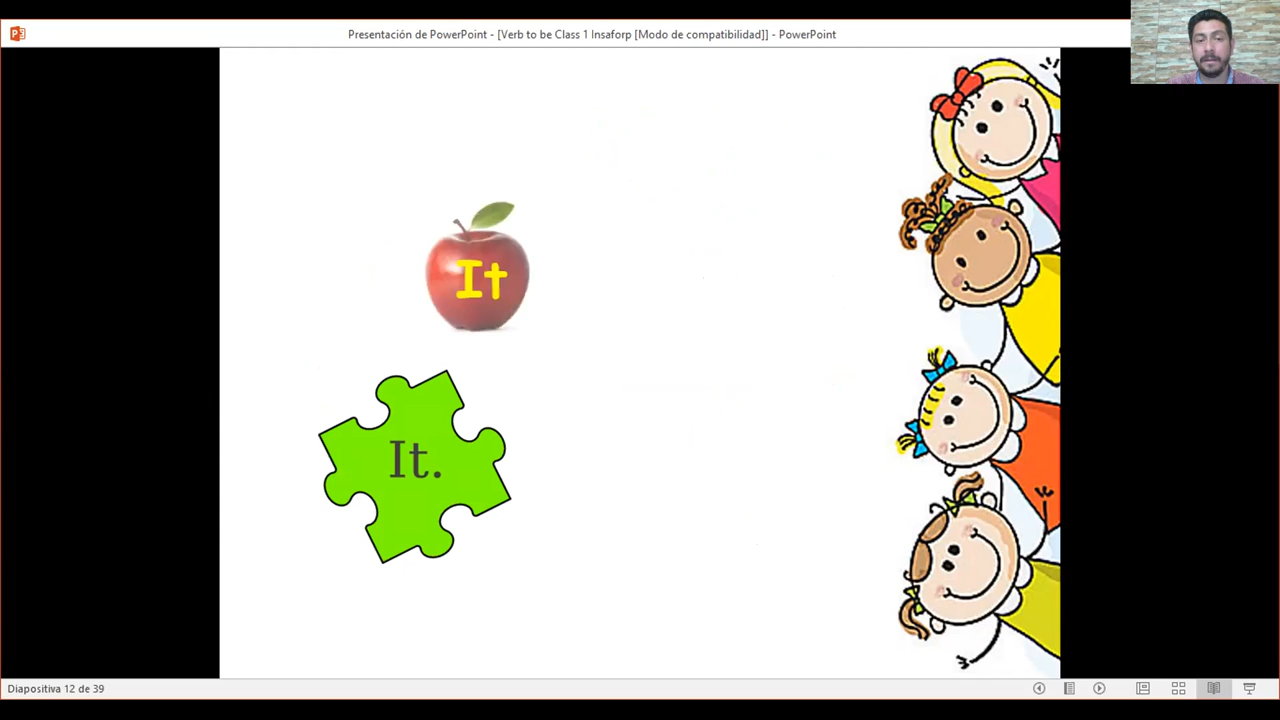 Presentación de PowerPoint - [Verb to be Class 1 Insaforp [Modo de compatibilidad]] - PowerPoint
It
It.
Diapositiva 12 de 39